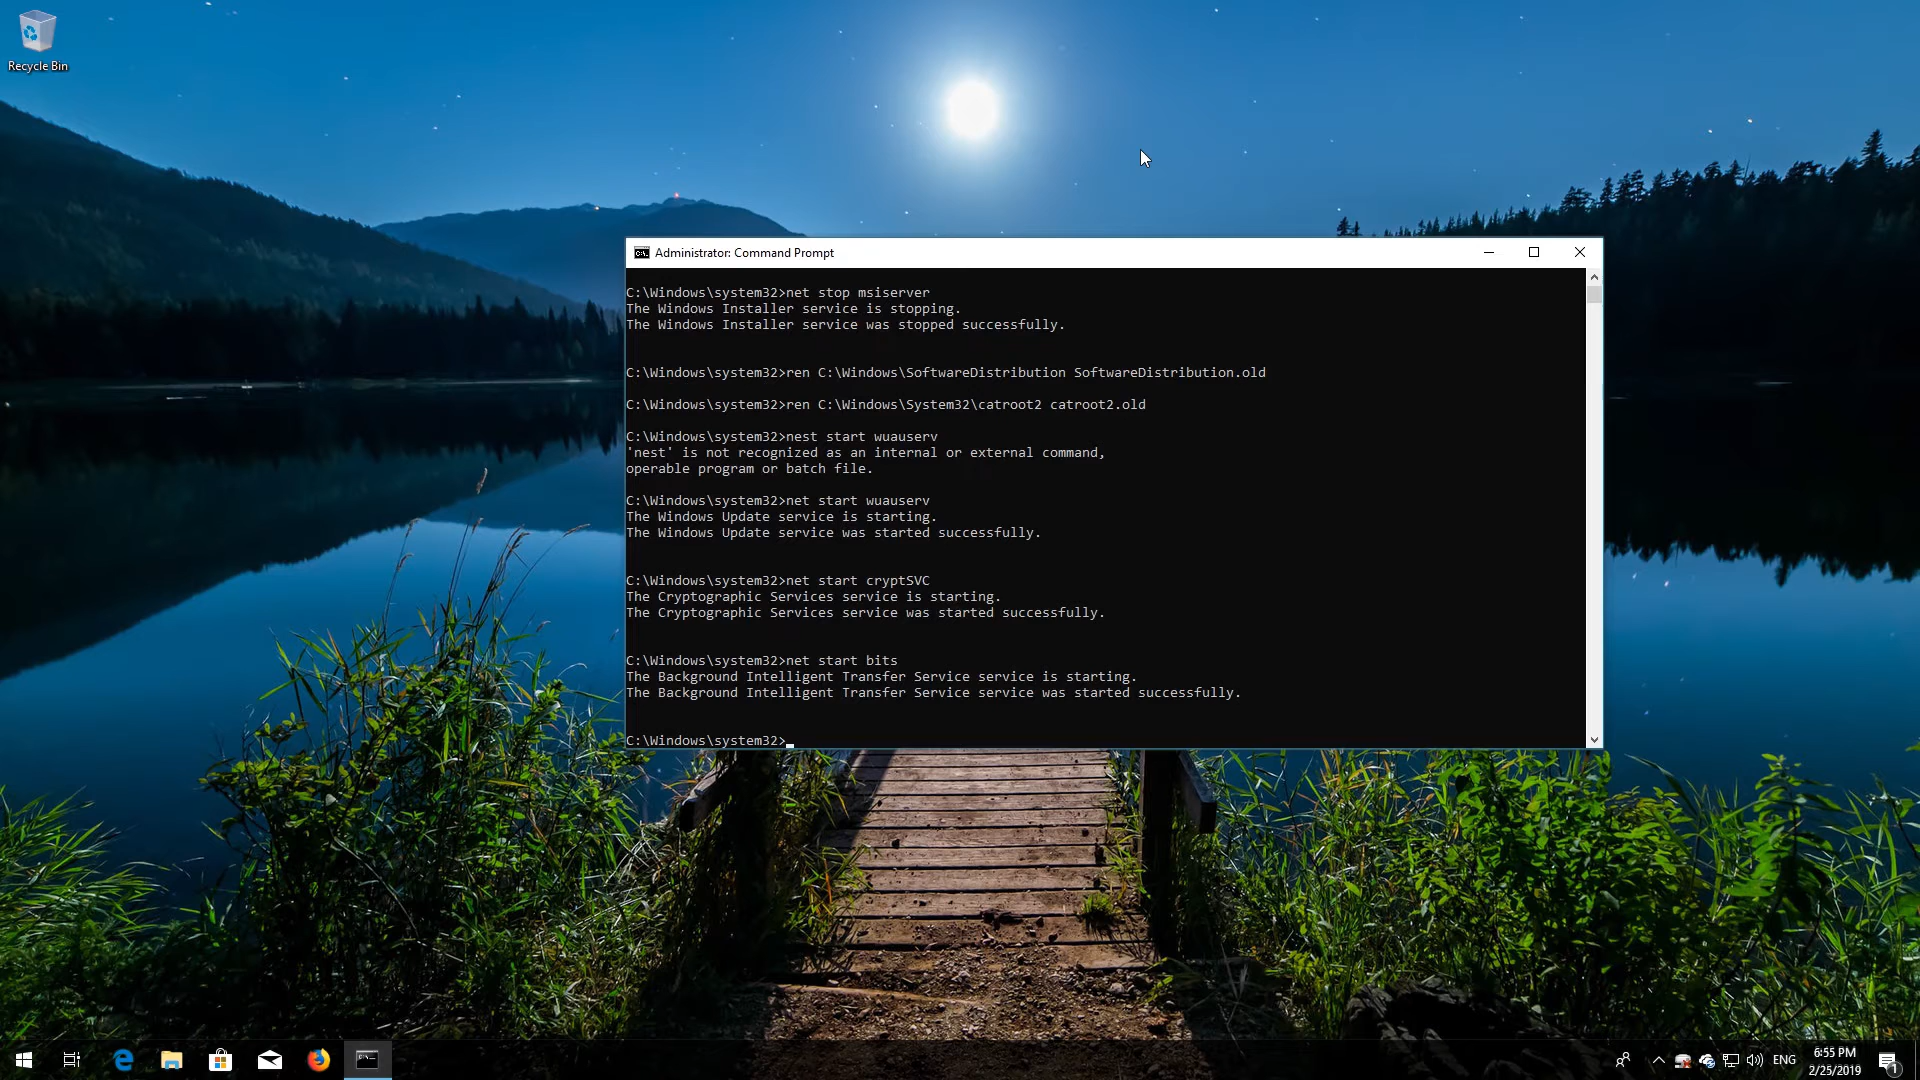 Recycle Bin
Administrator: Command Prompt
C:\Windows\system32>net stop msiserver
The Windows Installer service is stopping.
The Windows Installer service was stopped successfully.
C:\Windows\system32>ren C:\Windows\SoftwareDistribution SoftwareDistribution.old
C:\Windows\system32>ren C:\Windows\System32\catroot2 catroot2.old
C:\Windows\system32>nest start wuauserv
'nest' is not recognized as an internal or external command,
operable program or batch file.
C:\Windows\system32>net start wuauserv
The Windows Update service is starting.
The Windows Update service was started successfully.
C:\Windows\system32>net start cryptSVC
The Cryptographic Services service is starting.
The Cryptographic Services service was started successfully.
C:\Windows\system32>net start bits
The Background Intelligent Transfer Service service is starting.
The Background Intelligent Transfer Service service was started successfully.
C:\Windows\system32>
ENG
6:55 PM
2/25/2019
1